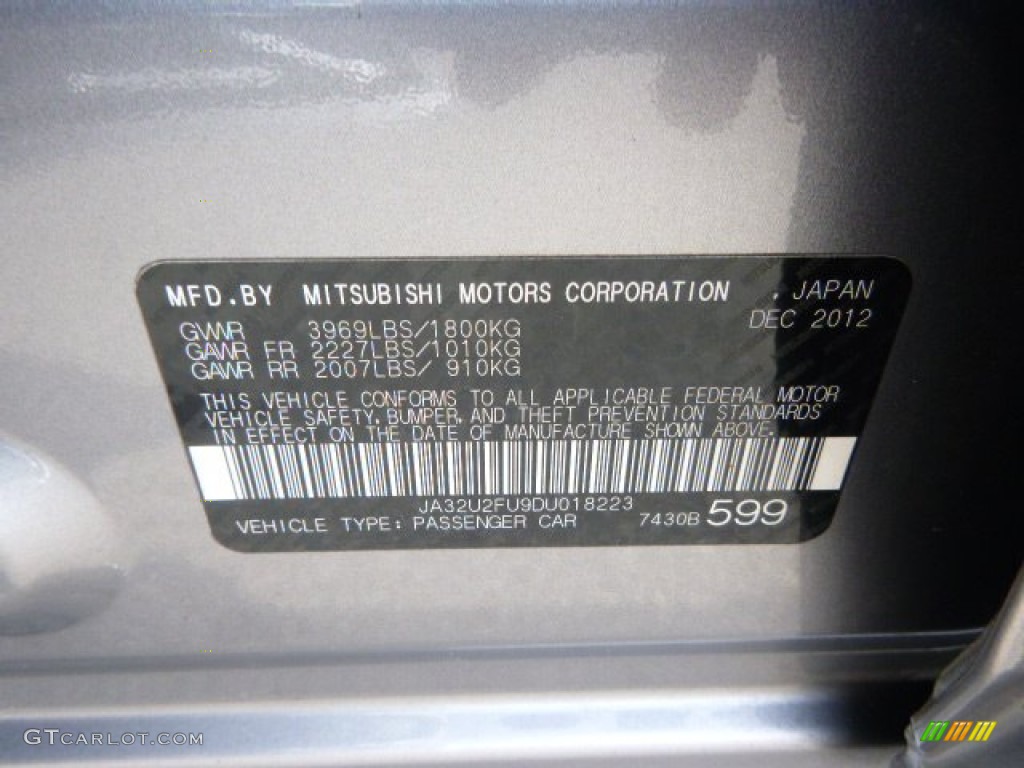 MFD.BY MITSUBISHI MOTORS CORPORATION . JAPAN
DEC 2012
GVWR 3969LBS/1800KG
GAWR FR 2227LBS/1010KG
GAWR RR 2007LBS/ 910KG
THIS VEHICLE CONFORMS TO ALL APPLICABLE FEDERAL MOTOR
VEHICLE SAFETY, BUMPER, AND THEFT PREVENTION STANDARDS
IN EFFECT ON THE DATE OF MANUFACTURE SHOWN ABOVE.
JA32U2FU9DU018223
VEHICLE TYPE: PASSENGER CAR 7430B 599
GTCARLOT.COM